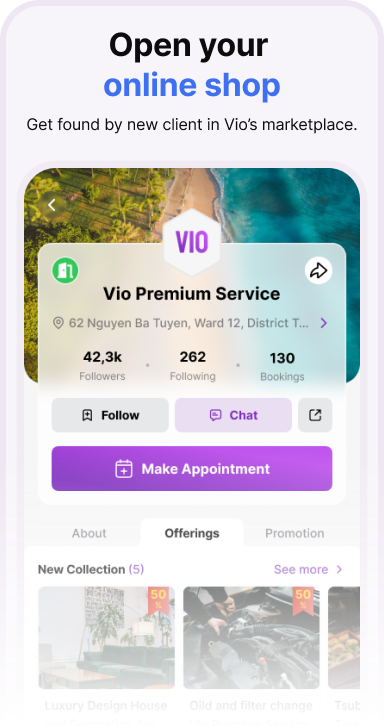 Open your
online shop
Get found by new client in Vio’s marketplace.
VIO
Vio Premium Service
62 Nguyen Ba Tuyen, Ward 12, District T...
42,3k 262 130
Followers Following Bookings
Follow Chat
Make Appointment
About Offerings Promotion
New Collection (5) See more
50 50
% %
Luxury Design House Oild and filter change Tsub